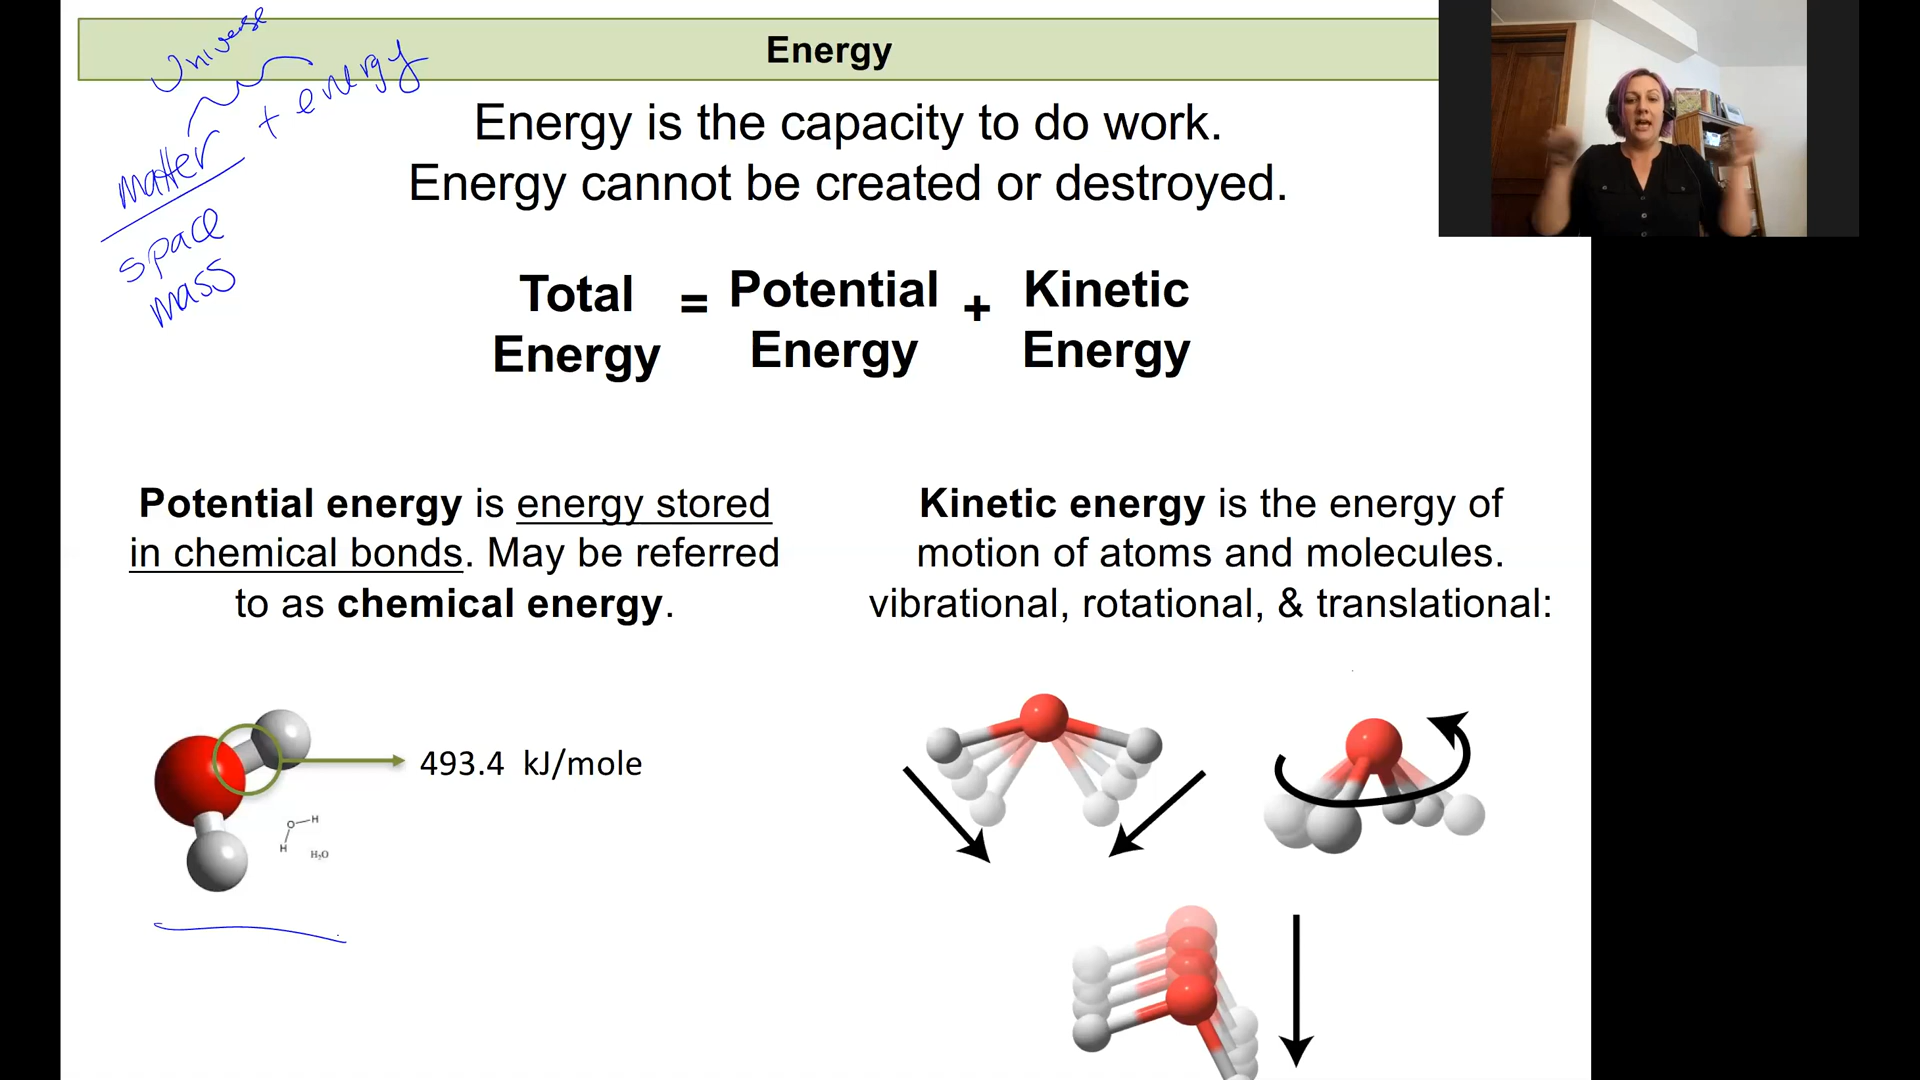 Energy
Universe
matter + energy
space
mass
Energy is the capacity to do work.
Energy cannot be created or destroyed.
Total Energy = Potential Energy + Kinetic Energy
Potential energy is energy stored
in chemical bonds. May be referred
to as chemical energy.
493.4 kJ/mole
O H
H
H₂O
Kinetic energy is the energy of
motion of atoms and molecules.
vibrational, rotational, & translational: